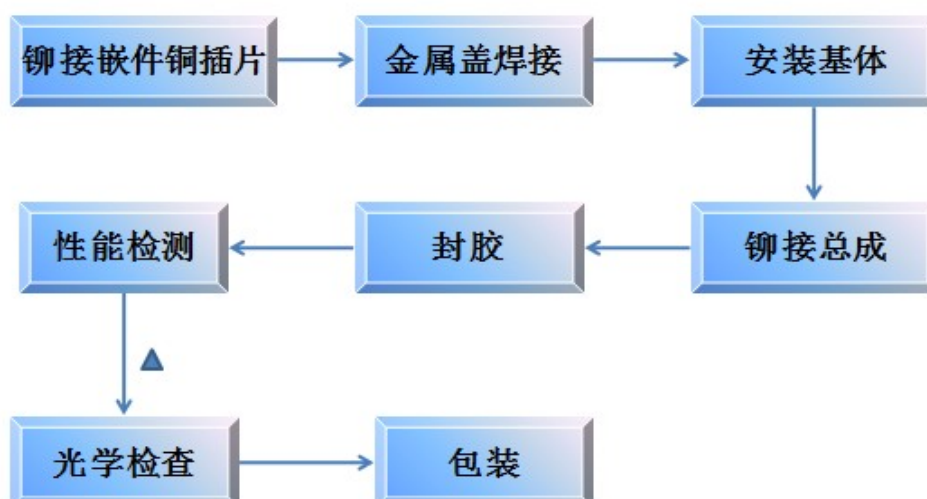 铆接嵌件铜插片
金属盖焊接
安装基体
铆接总成
封胶
性能检测
光学检查
包装